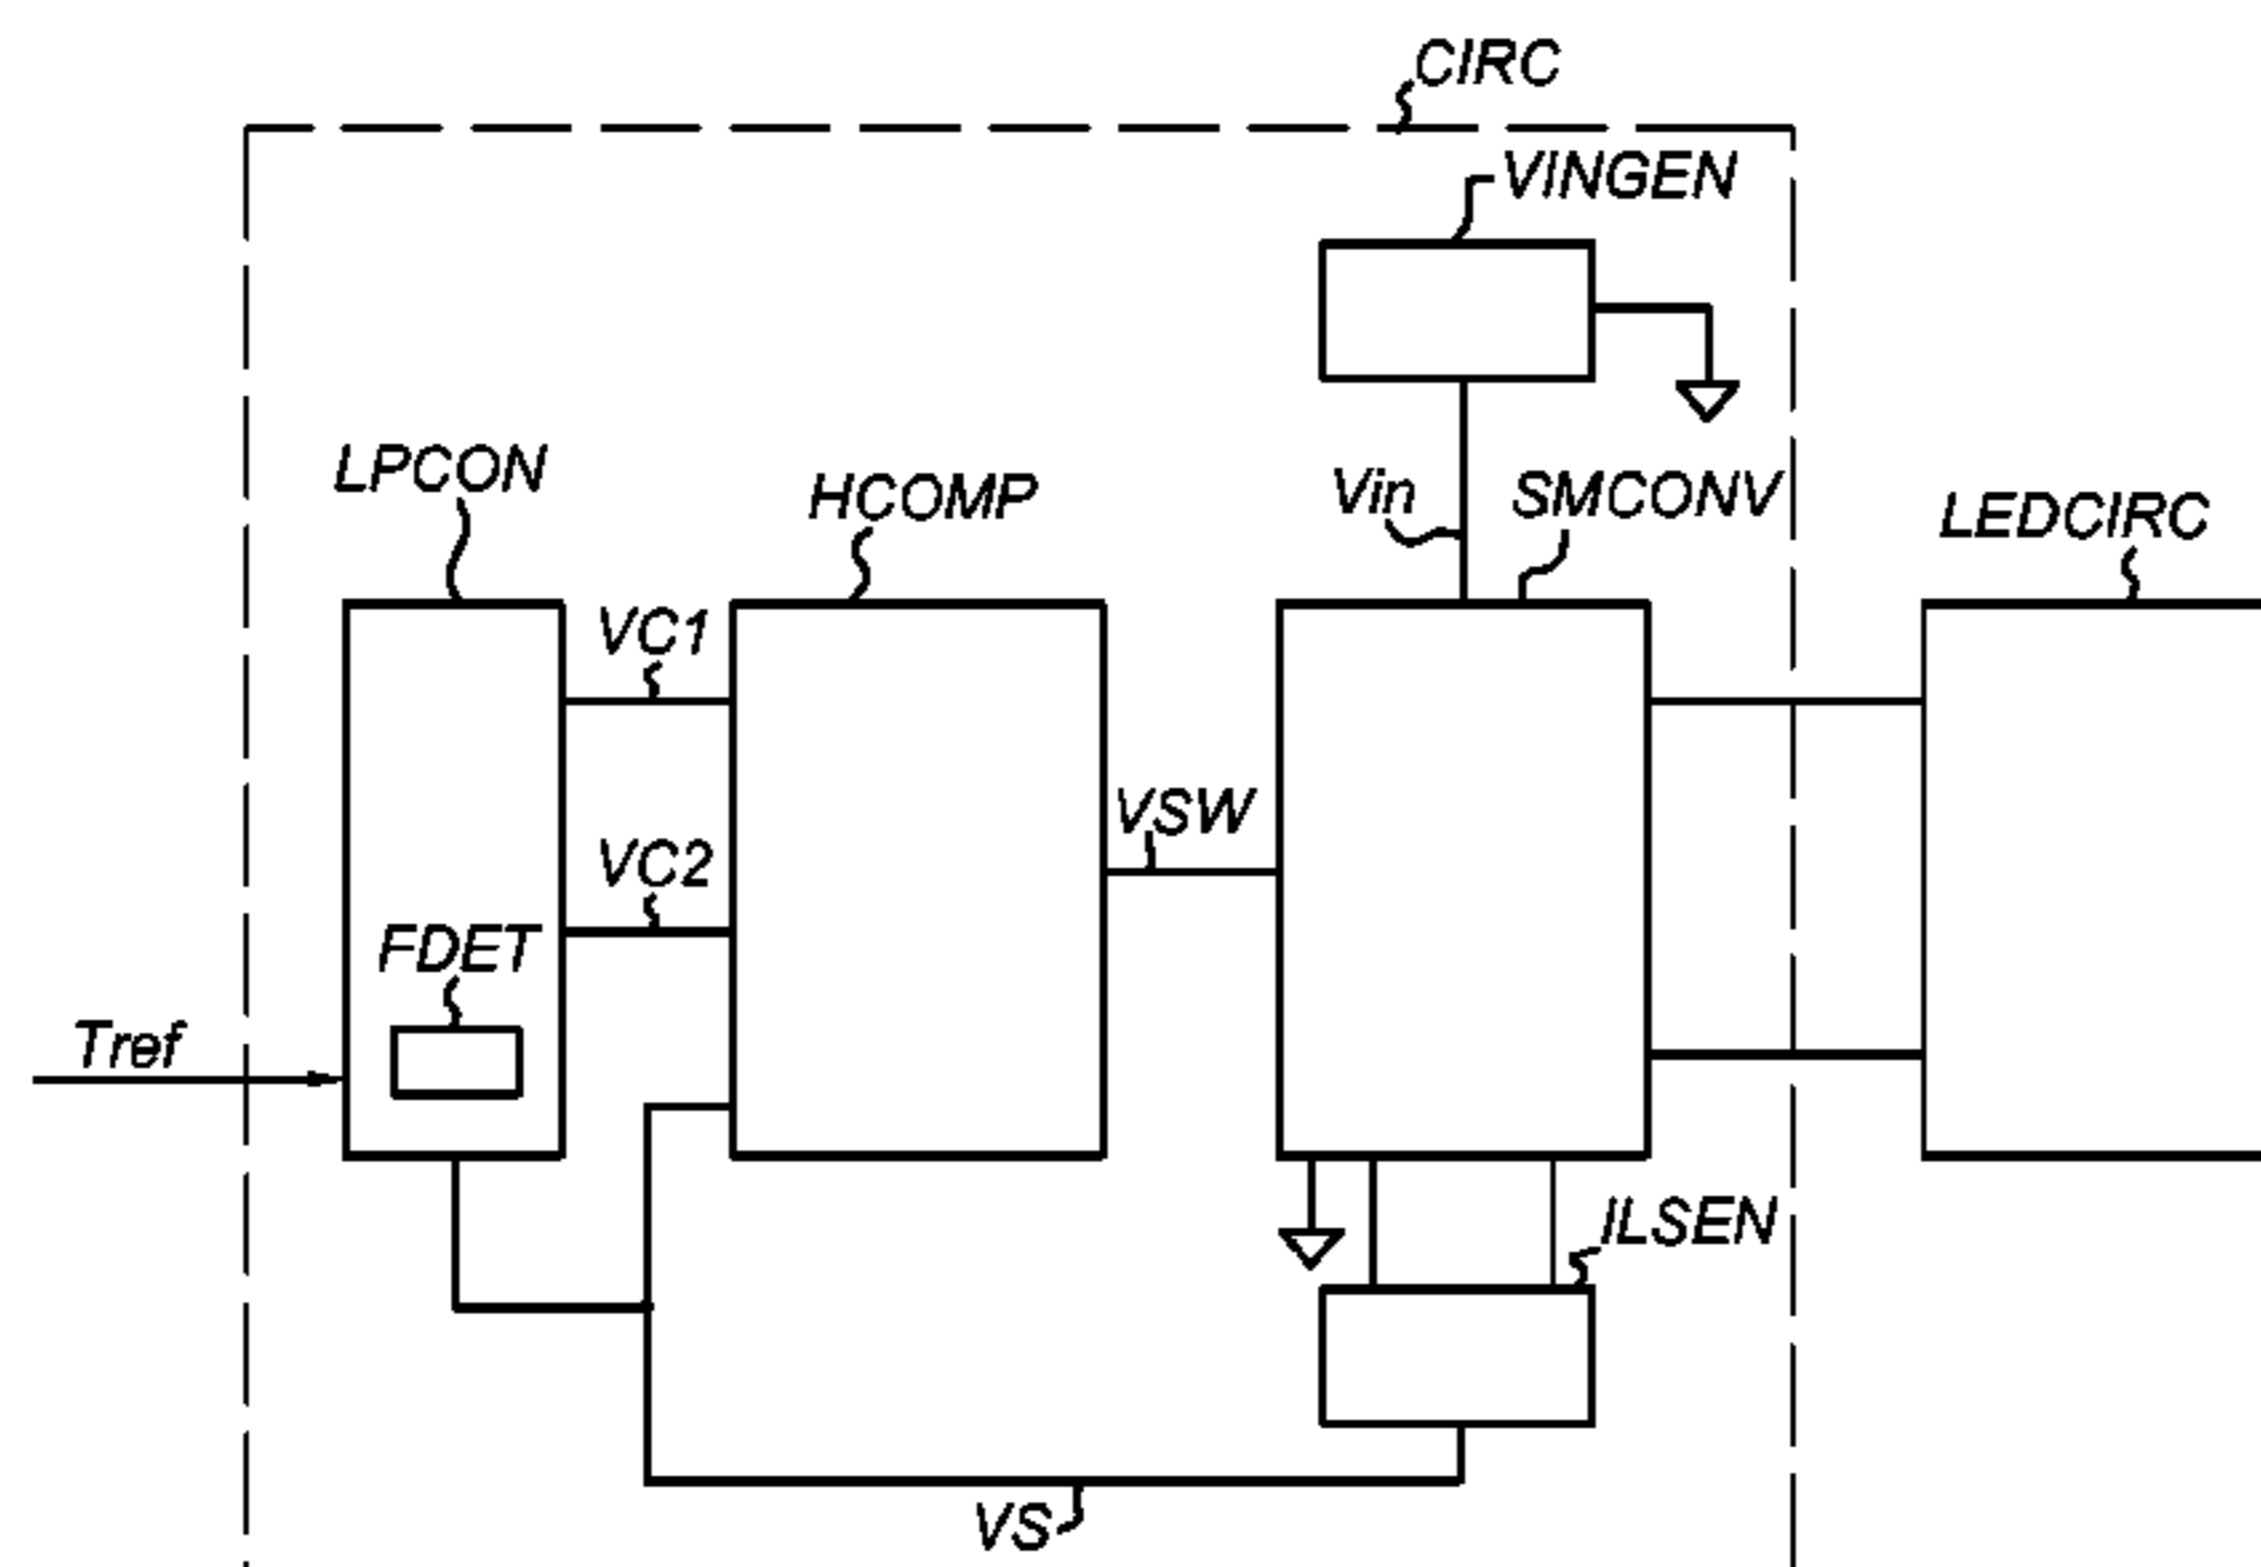 CIRC
VINGEN
LPCON
HCOMP
Vin
SMCONV
LEDCIRC
VC1
VSW
VC2
FDET
Tref
ILSEN
VS